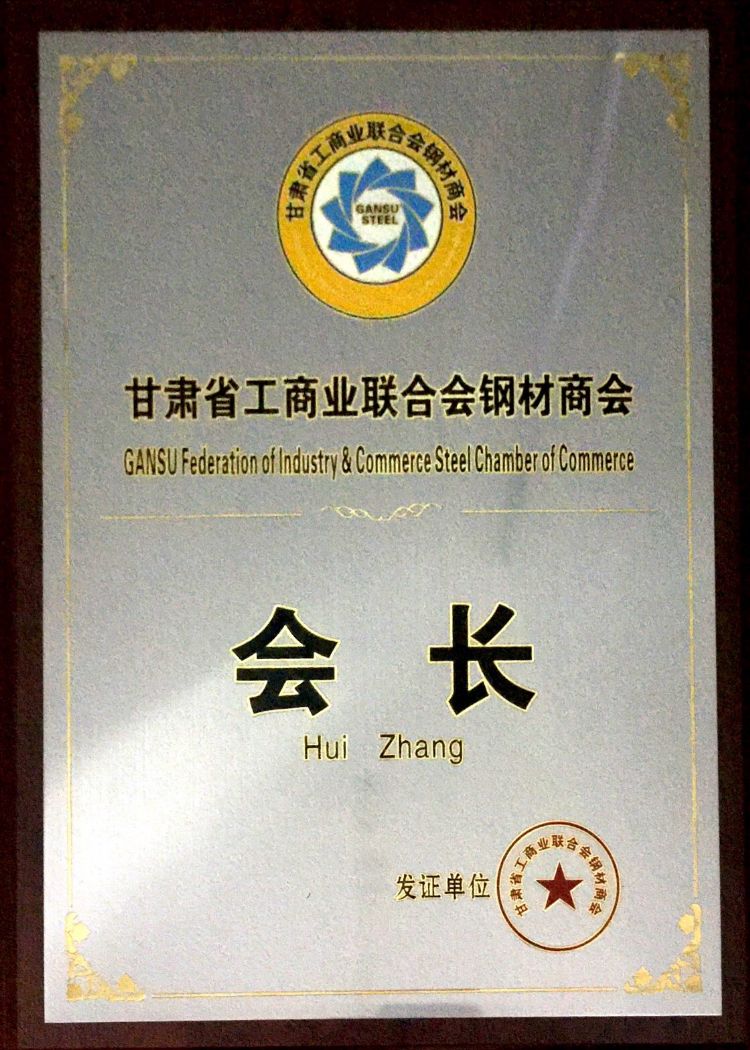 甘肃省工商业联合会钢材商会
GANSU
STEEL
甘肃省工商业联合会钢材商会
GANSU Federation of Industry & Commerce Steel Chamber of Commerce
会 长
Hui Zhang
发证单位
甘肃省工商业联合会钢材商会